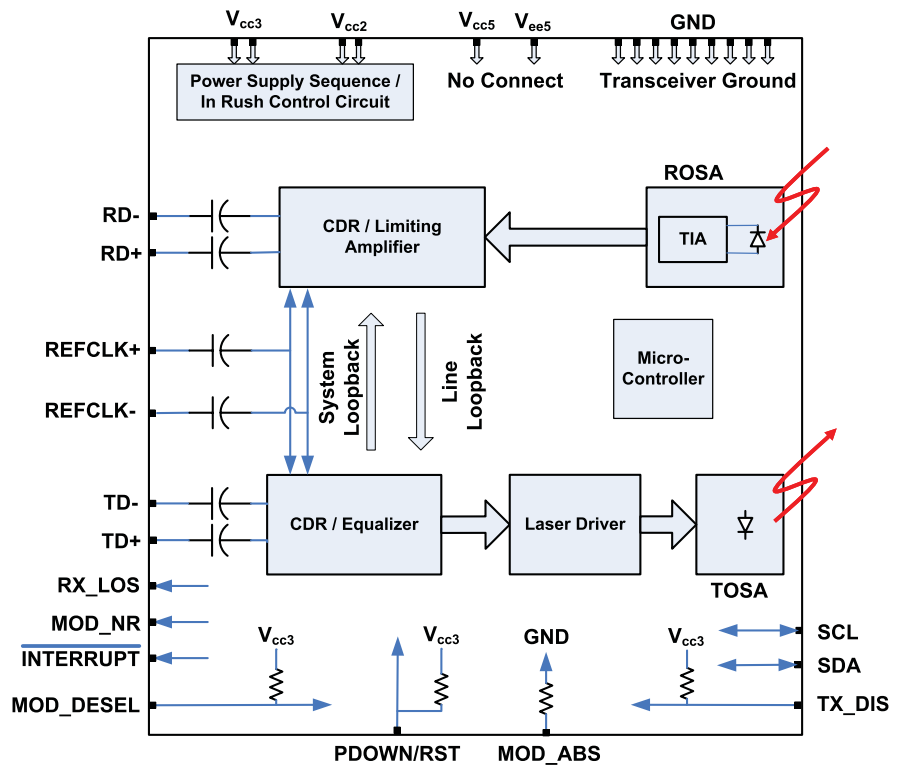 Vcc3
Vcc2
Vcc5
Vee5
GND
Power Supply Sequence /
In Rush Control Circuit
No Connect
Transceiver Ground
ROSA
RD-
RD+
CDR / Limiting
Amplifier
TIA
REFCLK+
REFCLK-
System
Loopback
Line
Loopback
Micro-
Controller
TD-
TD+
CDR / Equalizer
Laser Driver
TOSA
RX_LOS
MOD_NR
INTERRUPT
MOD_DESEL
Vcc3
Vcc3
GND
Vcc3
SCL
SDA
TX_DIS
PDOWN/RST
MOD_ABS